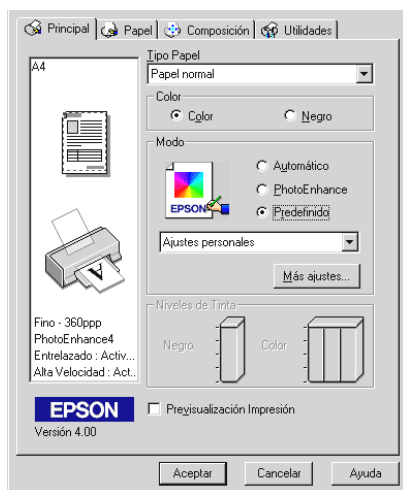 Principal Papel Composición Utilidades
A4
Tipo Papel
Papel normal
Color
Color Negro
Modo
Automático
PhotoEnhance
EPSON
Predefinido
Ajustes personales
Más ajustes...
Fino - 360ppp
PhotoEnhance4
Entrelazado : Activ...
Alta Velocidad : Act..
Niveles de Tinta
Negro Color
EPSON
Versión 4.00
Previsualización Impresión
Aceptar Cancelar Ayuda